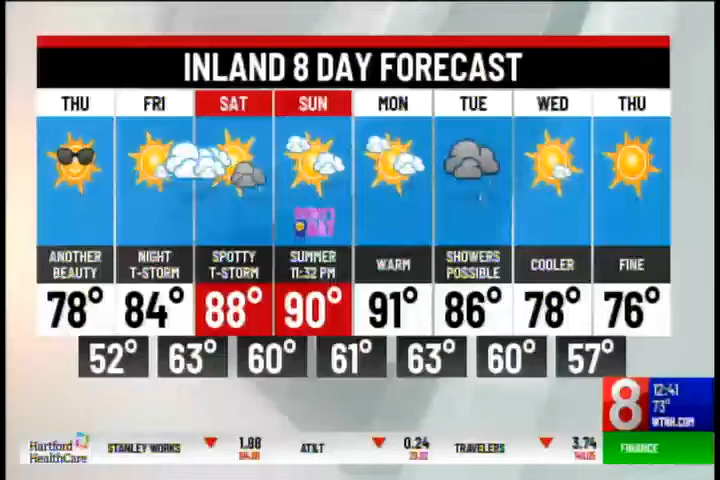 INLAND 8 DAY FORECAST
THU FRI SAT SUN MON TUE WED THU
ANOTHER BEAUTY NIGHT T-STORM SPOTTY T-STORM SUMMER 11:32 PM WARM SHOWERS POSSIBLE COOLER FINE
78° 84° 88° 90° 91° 86° 78° 76°
52° 63° 60° 61° 63° 60° 57°
8 12:41
73°
WTNH.COM
Hartford HealthCare STANLEY WORKS 1.88 AT&T 0.24 TRAVELERS 3.74 FINANCE